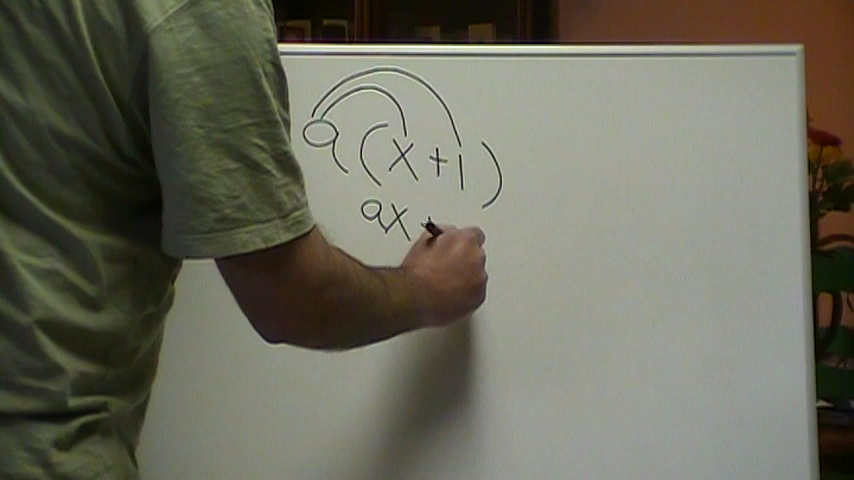 a(x+1)
ax +